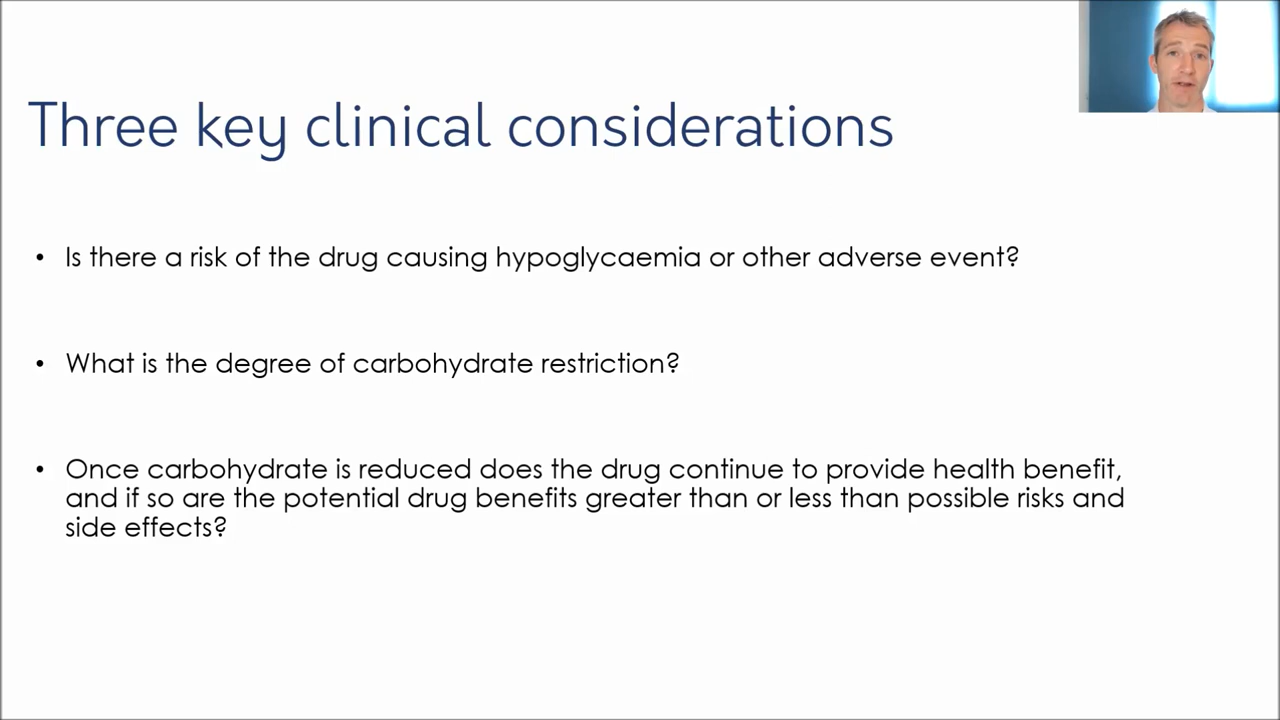 Three key clinical considerations
• Is there a risk of the drug causing hypoglycaemia or other adverse event?
• What is the degree of carbohydrate restriction?
• Once carbohydrate is reduced does the drug continue to provide health benefit,
and if so are the potential drug benefits greater than or less than possible risks and
side effects?